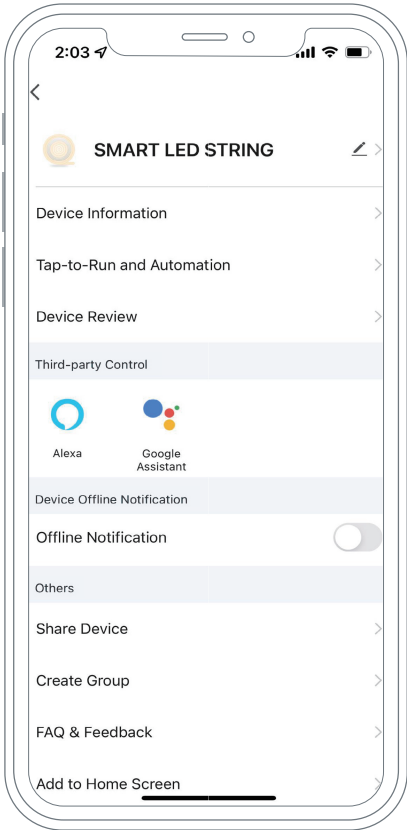 2:03
SMART LED STRING
Device Information
Tap-to-Run and Automation
Device Review
Third-party Control
Alexa
Google
Assistant
Device Offline Notification
Offline Notification
Others
Share Device
Create Group
FAQ & Feedback
Add to Home Screen